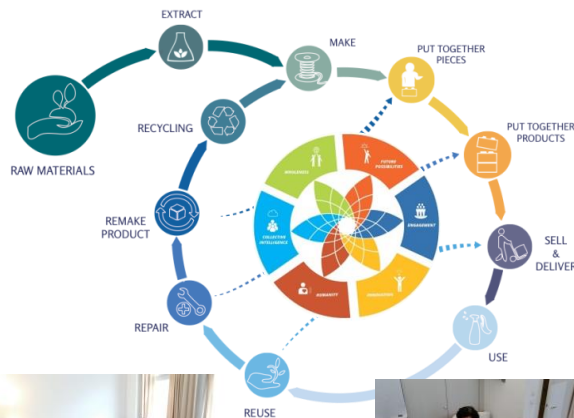 EXTRACT
MAKE
PUT TOGETHER
PIECES
RECYCLING
PUT TOGETHER
PRODUCTS
RAW MATERIALS
WHOLENESS
FUTURE
POSSIBILITIES
REMAKE
PRODUCT
COLLECTIVE
INTELLIGENCE
ENGAGEMENT
SELL
&
DELIVER
HUMANITY
REPAIR
USE
REUSE